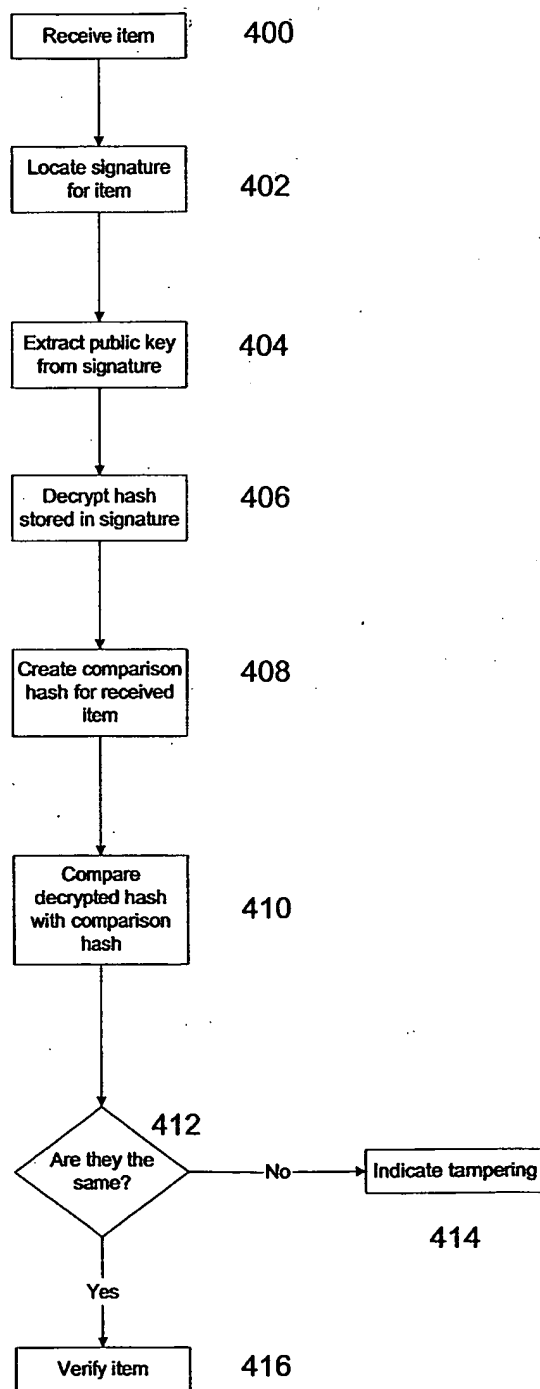 Receive item
400
Locate signature
for item
402
Extract public key
from signature
404
Decrypt hash
stored in signature
406
Create comparison
hash for received
item
408
Compare
decrypted hash
with comparison
hash
410
412
Are they the
same?
No
Indicate tampering
414
Yes
Verify item
416